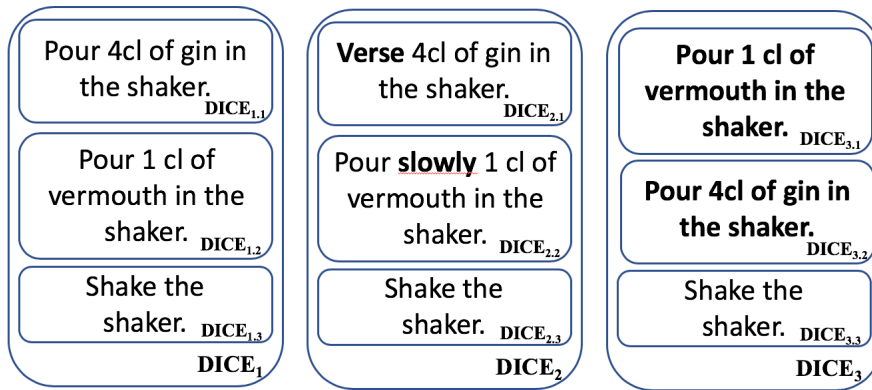 Pour 4cl of gin in
the shaker.
DICE1.1
Pour 1 cl of
vermouth in the
shaker. DICE1.2
Shake the
shaker. DICE1.3
DICE1
Verse 4cl of gin in
the shaker.
DICE2.1
Pour slowly 1 cl of
vermouth in the
shaker. DICE2.2
Shake the
shaker. DICE2.3
DICE2
Pour 1 cl of
vermouth in the
shaker. DICE3.1
Pour 4cl of gin in
the shaker.
DICE3.2
Shake the
shaker. DICE3.3
DICE3